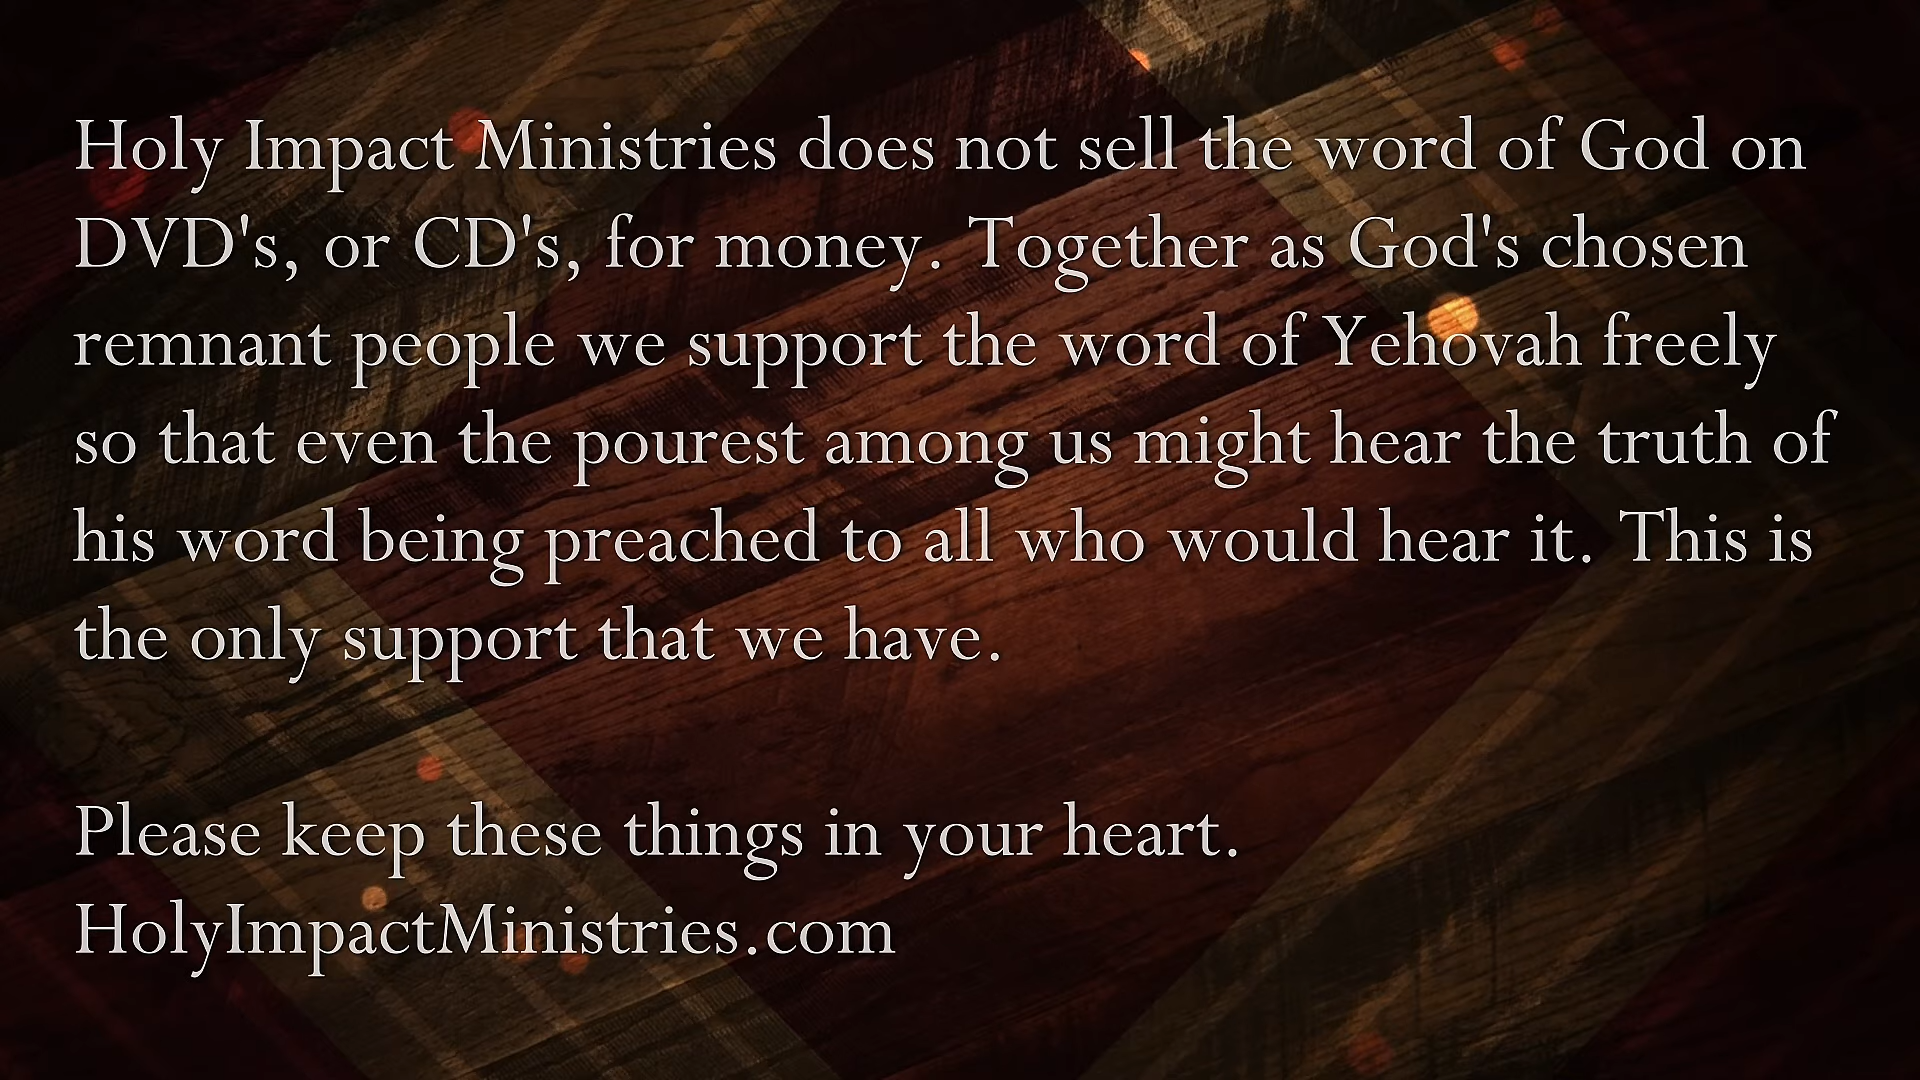 Holy Impact Ministries does not sell the word of God on
DVD's, or CD's, for money. Together as God's chosen
remnant people we support the word of Yehovah freely
so that even the pourest among us might hear the truth of
his word being preached to all who would hear it. This is
the only support that we have.
Please keep these things in your heart.
HolyImpactMinistries.com